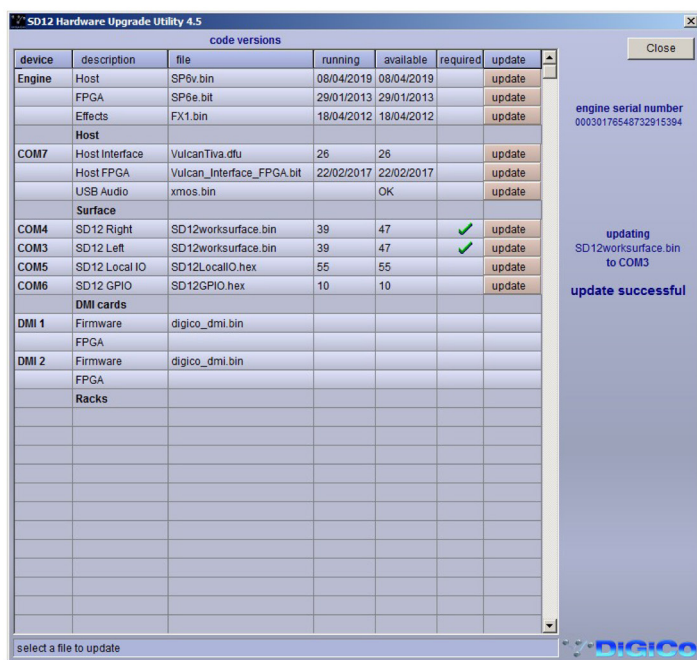 SD12 Hardware Upgrade Utility 4.5
code versions
Close
device description file running available required update
Engine Host SP6v.bin 08/04/2019 08/04/2019 update
FPGA SP6e.bit 29/01/2013 29/01/2013 update
Effects FX1.bin 18/04/2012 18/04/2012 update
Host
COM7 Host Interface VulcanTiva.dfu 26 26 update
Host FPGA Vulcan_Interface_FPGA.bit 22/02/2017 22/02/2017 update
USB Audio xmos.bin OK update
Surface
COM4 SD12 Right SD12worksurface.bin 39 47 update
COM3 SD12 Left SD12worksurface.bin 39 47 update
COM5 SD12 Local IO SD12LocalIO.hex 55 55 update
COM6 SD12 GPIO SD12GPIO.hex 10 10 update
DMI cards
DMI 1 Firmware digico_dmi.bin
FPGA
DMI 2 Firmware digico_dmi.bin
FPGA
Racks
engine serial number
00030176548732915394
updating
SD12worksurface.bin
to COM3
update successful
select a file to update
DiGiCo